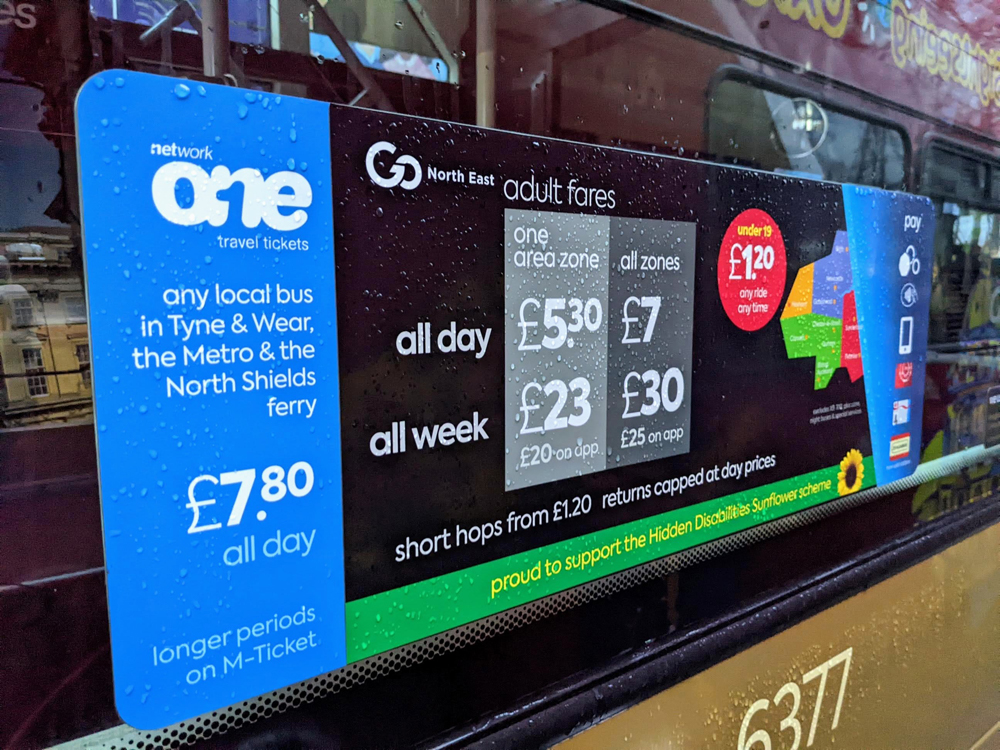 network
one
travel tickets
any local bus
in Tyne & Wear,
the Metro & the
North Shields
ferry
£7.80
all day
longer periods
on M-Ticket
GO North East
adult fares
one
area zone
all zones
all day
£5.30
£7
all week
£23
£30
£20 on app
£25 on app
short hops from £1.20 returns capped at day prices
proud to support the Hidden Disabilities Sunflower scheme
under 19
£1.20
any ride
any time
pay
6377